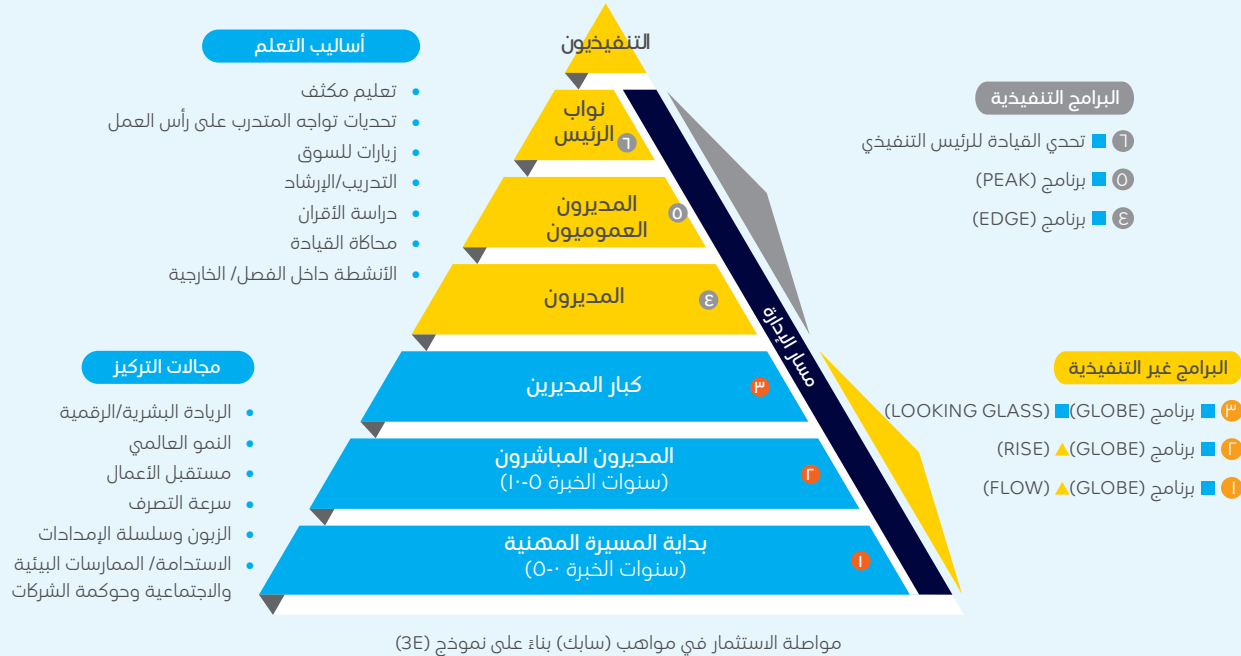 التنفيذيون
نواب
الرئيس
٦
المديرون
العموميون
٥
المديرون
٤
كبار المديرين
٣
المديرون المباشرون
(سنوات الخبرة ٥-١٠)
٢
بداية المسيرة المهنية
(سنوات الخبرة ٠-٥)
١
مسار الإدارة
البرامج التنفيذية
٦ تحدي القيادة للرئيس التنفيذي
٥ برنامج (PEAK)
٤ برنامج (EDGE)
البرامج غير التنفيذية
٣ برنامج (GLOBE) (LOOKING GLASS)
٢ برنامج (GLOBE) (RISE)
١ برنامج (GLOBE) (FLOW)
أساليب التعلم
• تعليم مكثف
• تحديات تواجه المتدرب على رأس العمل
• زيارات للسوق
• التدريب/الإرشاد
• دراسة الأقران
• محاكاة القيادة
• الأنشطة داخل الفصل/ الخارجية
مجالات التركيز
• الريادة البشرية/الرقمية
• النمو العالمي
• مستقبل الأعمال
• سرعة التصرف
• الزبون وسلسلة الإمدادات
• الاستدامة/ الممارسات البيئية
والاجتماعية وحوكمة الشركات
مواصلة الاستثمار في مواهب (سابك) بناءً على نموذج (3E)